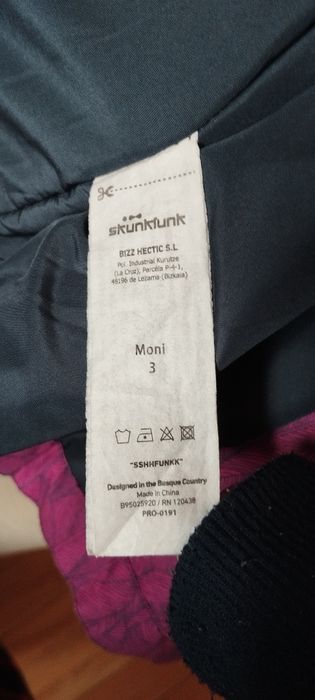 skunkfunk
BIZZ HECTIC S.L
Pol. Industrial Kurutze
(La Cruz), Parcela P-4-1,
48196 de Lezama (Bizkaia)
Moni
3
"SSHHFUNKK"
Designed in the Basque Country
Made in China
B95025920 / RN 120438
PRO-0191